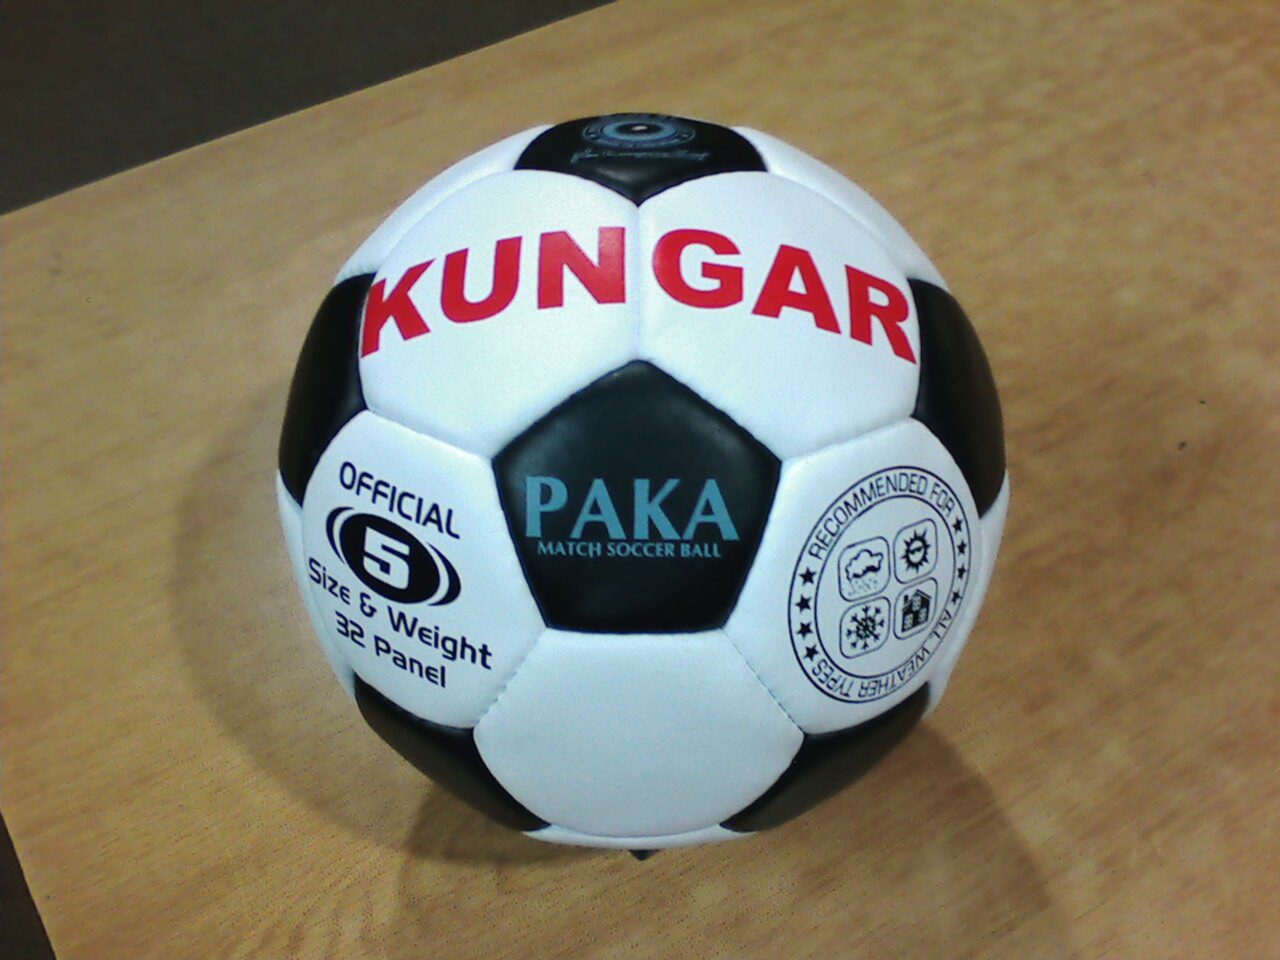 KUNGAR
OFFICIAL
5
Size & Weight
32 Panel
PAKA
MATCH SOCCER BALL
RECOMMENDED FOR
ALL WEATHER TYPES